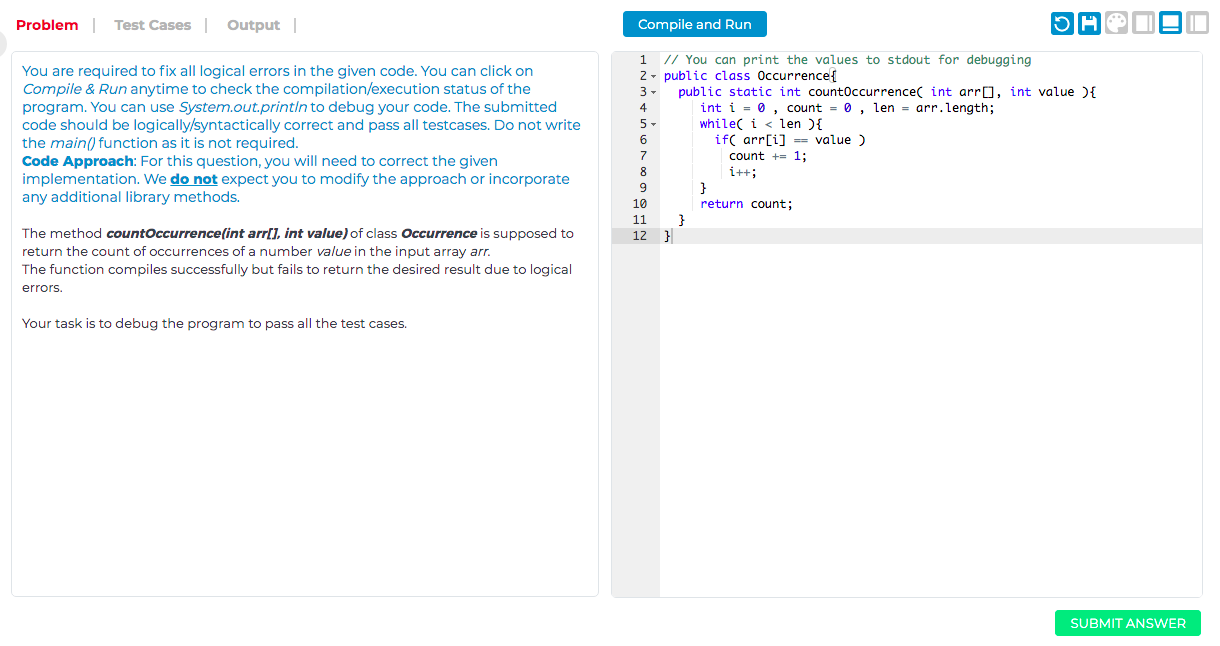 Problem | Test Cases | Output |
You are required to fix all logical errors in the given code. You can click on
Compile & Run anytime to check the compilation/execution status of the
program. You can use System.out.println to debug your code. The submitted
code should be logically/syntactically correct and pass all testcases. Do not write
the main() function as it is not required.
Code Approach: For this question, you will need to correct the given
implementation. We do not expect you to modify the approach or incorporate
any additional library methods.
The method countOccurrence(int arr[], int value) of class Occurrence is supposed to
return the count of occurrences of a number value in the input array arr.
The function compiles successfully but fails to return the desired result due to logical
errors.
Your task is to debug the program to pass all the test cases.
Compile and Run
1 // You can print the values to stdout for debugging
2 public class Occurrence{
3 public static int countOccurrence( int arr[], int value ){
4 int i = 0 , count = 0 , len = arr.length;
5 while( i < len ){
6 if( arr[i] == value )
7 count += 1;
8 i++;
9 }
10 return count;
11 }
12 }
SUBMIT ANSWER